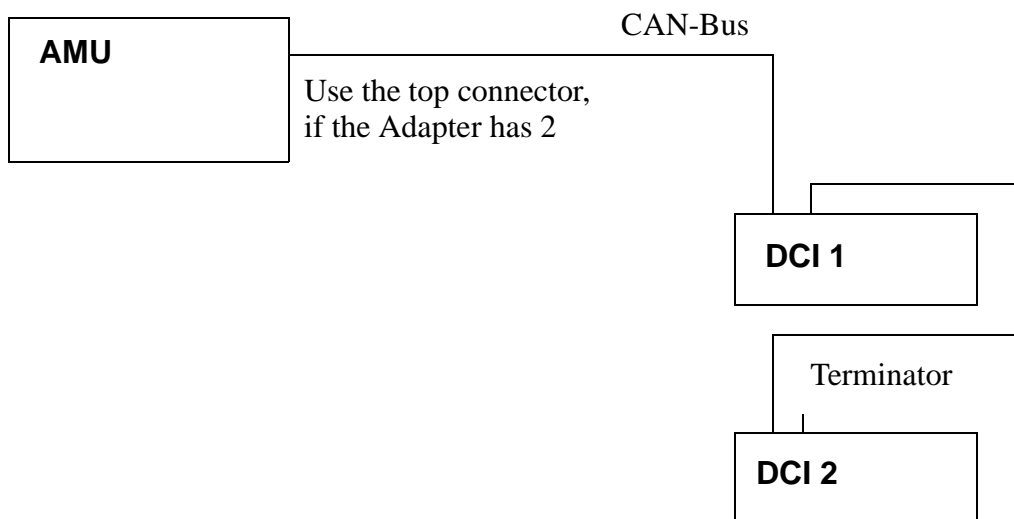 CAN-Bus
AMU
Use the top connector,
if the Adapter has 2
DCI 1
Terminator
DCI 2